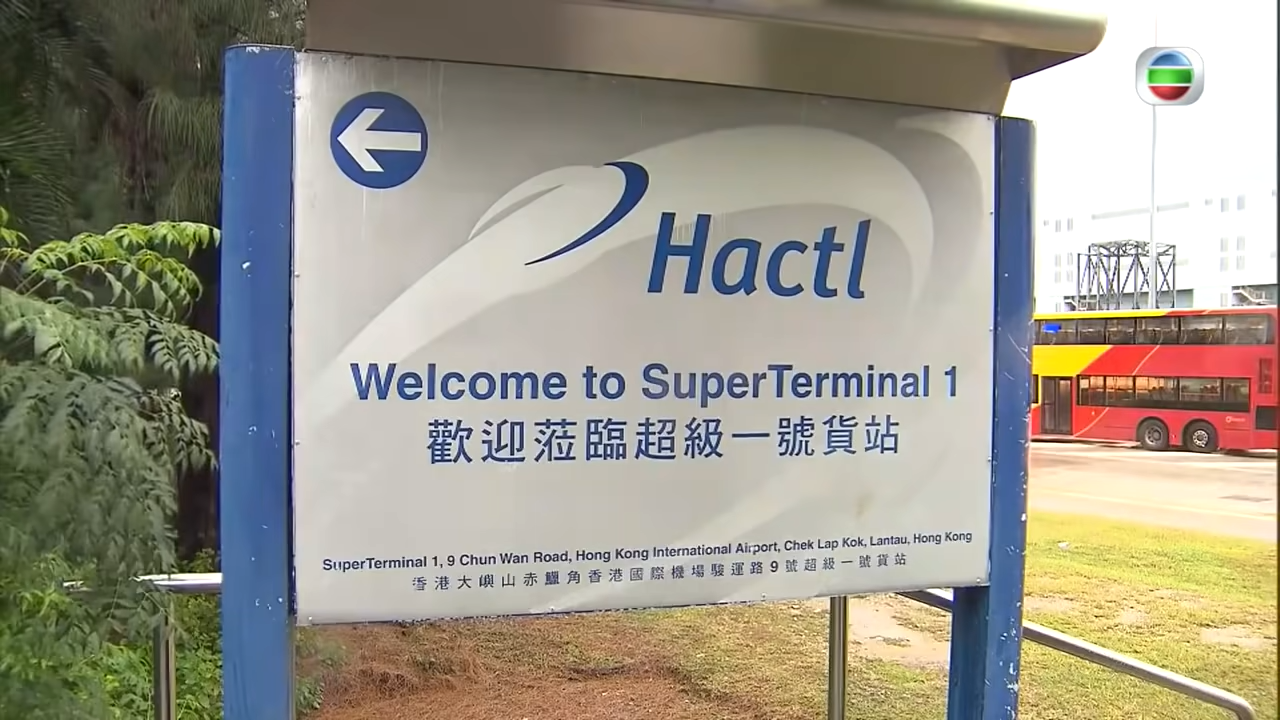 Hactl
Welcome to SuperTerminal 1
歡迎蒞臨超級一號貨站
SuperTerminal 1, 9 Chun Wan Road, Hong Kong International Airport, Chek Lap Kok, Lantau, Hong Kong
香港大嶼山赤鱲角香港國際機場駿運路9號超級一號貨站